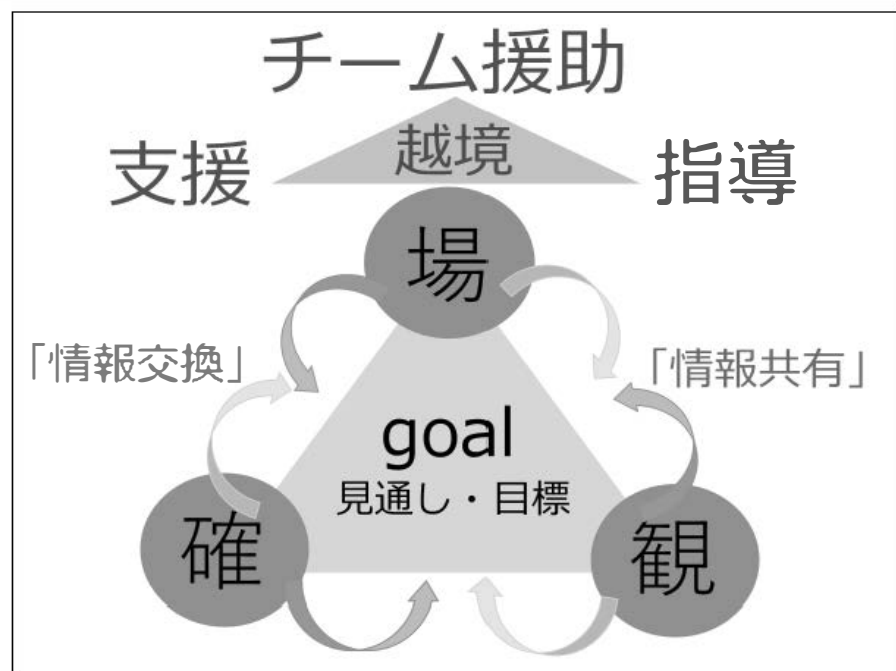 チーム援助
越境
支援
指導
場
「情報交換」
「情報共有」
goal
見通し・目標
確
観